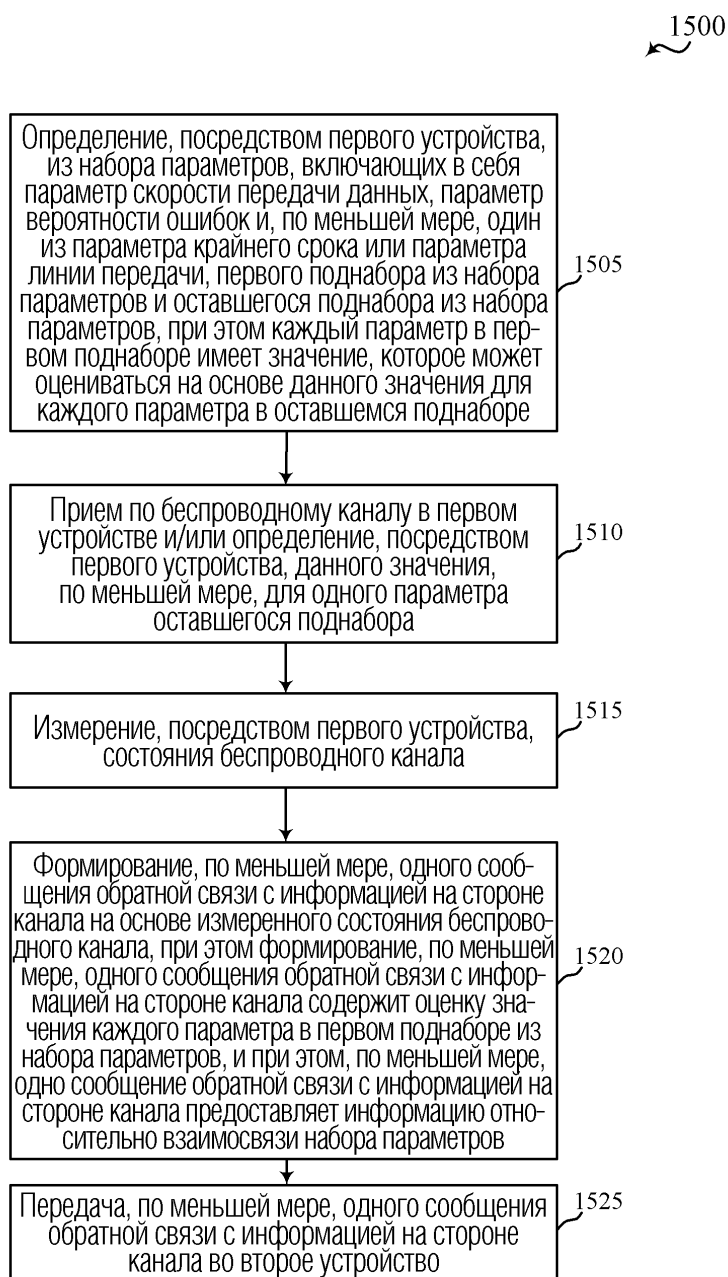 1500
Определение, посредством первого устройства,
из набора параметров, включающих в себя
параметр скорости передачи данных, параметр
вероятности ошибок и, по меньшей мере, один
из параметра крайнего срока или параметра
линии передачи, первого поднабора из набора
параметров и оставшегося поднабора из набора
параметров, при этом каждый параметр в пер-
вом поднаборе имеет значение, которое может
оцениваться на основе данного значения для
каждого параметра в оставшемся поднаборе
1505
Прием по беспроводному каналу в первом
устройстве и/или определение, посредством
первого устройства, данного значения,
по меньшей мере, для одного параметра
оставшегося поднабора
1510
Измерение, посредством первого устройства,
состояния беспроводного канала
1515
Формирование, по меньшей мере, одного сооб-
щения обратной связи с информацией на стороне
канала на основе измеренного состояния беспрово-
дного канала, при этом формирование, по меньшей
мере, одного сообщения обратной связи с инфор-
мацией на стороне канала содержит оценку зна-
чения каждого параметра в первом поднаборе из
набора параметров, и при этом, по меньшей мере,
одно сообщение обратной связи с информацией на
стороне канала предоставляет информацию отно-
сительно взаимосвязи набора параметров
1520
Передача, по меньшей мере, одного сообщения
обратной связи с информацией на стороне
канала во второе устройство
1525